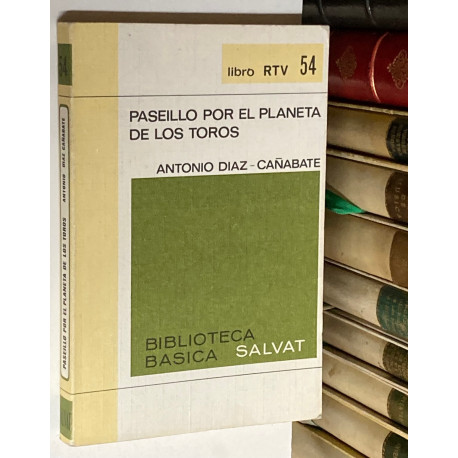 libro RTV 54
PASEILLO POR EL PLANETA
DE LOS TOROS
ANTONIO DIAZ-CAÑABATE
BIBLIOTECA
BASICA SALVAT
54
PASEILLO POR EL PLANETA DE LOS TOROS ANTONIO DIAZ CAÑABATE